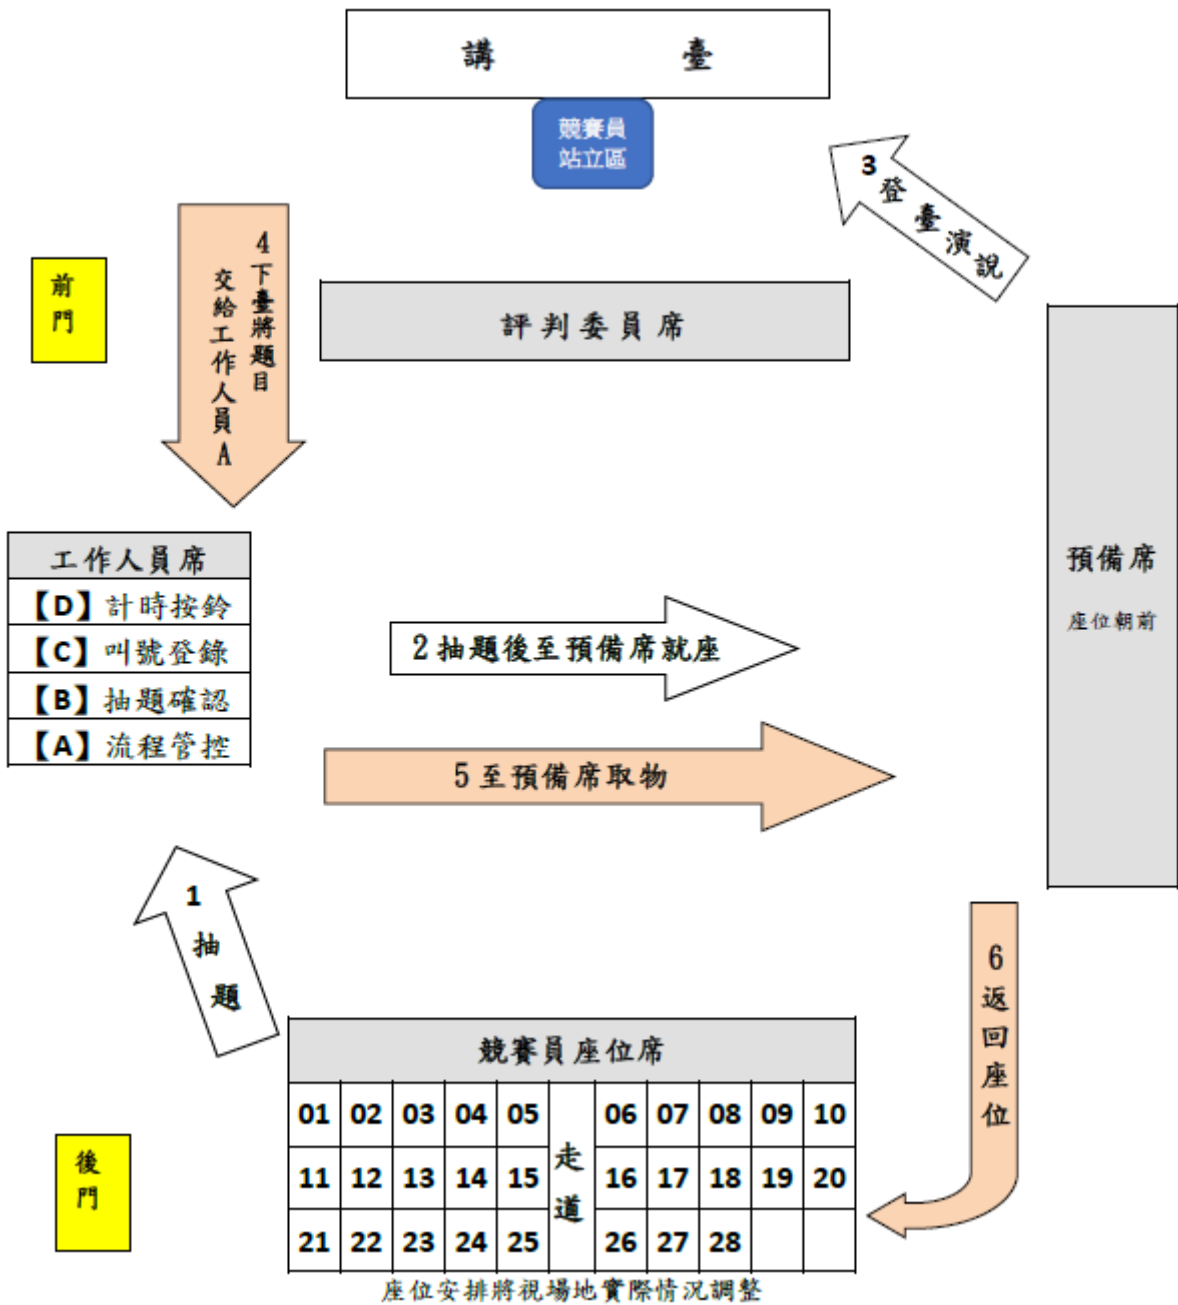 講 臺
競賽員
站立區
3登臺演說
前門
4下臺將題目
交給工作人員A
評判委員席
工作人員席
【D】計時按鈴
【C】叫號登錄
【B】抽題確認
【A】流程管控
預備席
座位朝前
2抽題後至預備席就座
5至預備席取物
1抽題
6返回座位
競賽員座位席
01 02 03 04 05 06 07 08 09 10
11 12 13 14 15 16 17 18 19 20
21 22 23 24 25 26 27 28
走道
後門
座位安排將視場地實際情況調整